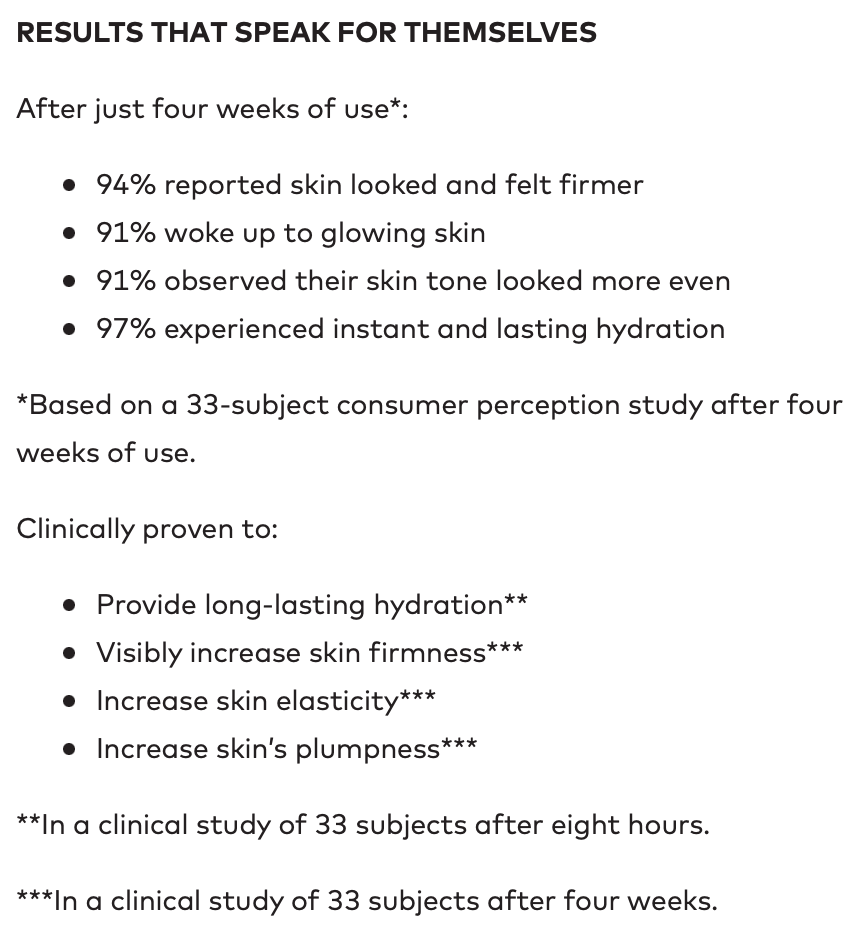 RESULTS THAT SPEAK FOR THEMSELVES
After just four weeks of use*:
• 94% reported skin looked and felt firmer
• 91% woke up to glowing skin
• 91% observed their skin tone looked more even
• 97% experienced instant and lasting hydration
*Based on a 33-subject consumer perception study after four
weeks of use.
Clinically proven to:
• Provide long-lasting hydration**
• Visibly increase skin firmness***
• Increase skin elasticity***
• Increase skin’s plumpness***
**In a clinical study of 33 subjects after eight hours.
***In a clinical study of 33 subjects after four weeks.